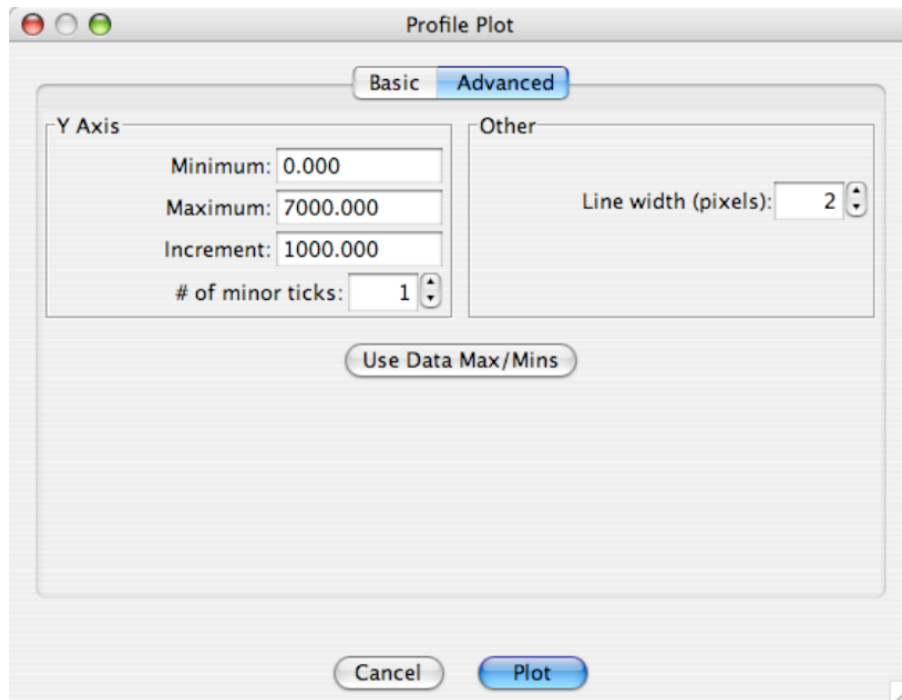 Profile Plot
Basic Advanced
Y Axis
Minimum: 0.000
Maximum: 7000.000
Increment: 1000.000
# of minor ticks: 1
Other
Line width (pixels): 2
Use Data Max/Mins
Cancel Plot